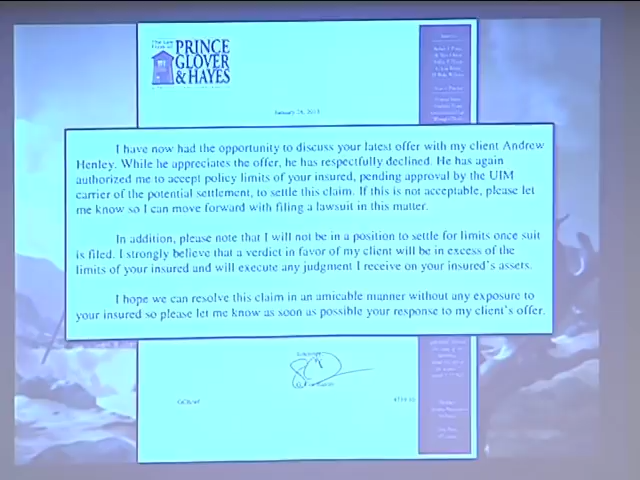 PRINCE
GLOVER
& HAYES
January 28, 2013
I have now had the opportunity to discuss your latest offer with my client Andrew
Henley. While he appreciates the offer, he has respectfully declined. He has again
authorized me to accept policy limits of your insured, pending approval by the UIM
carrier of the potential settlement, to settle this claim. If this is not acceptable, please let
me know so I can move forward with filing a lawsuit in this matter.
In addition, please note that I will not be in a position to settle for limits once suit
is filed. I strongly believe that a verdict in favor of my client will be in excess of the
limits of your insured and will execute any judgment I receive on your insured's assets.
I hope we can resolve this claim in an amicable manner without any exposure to
your insured so please let me know as soon as possible your response to my client's offer.